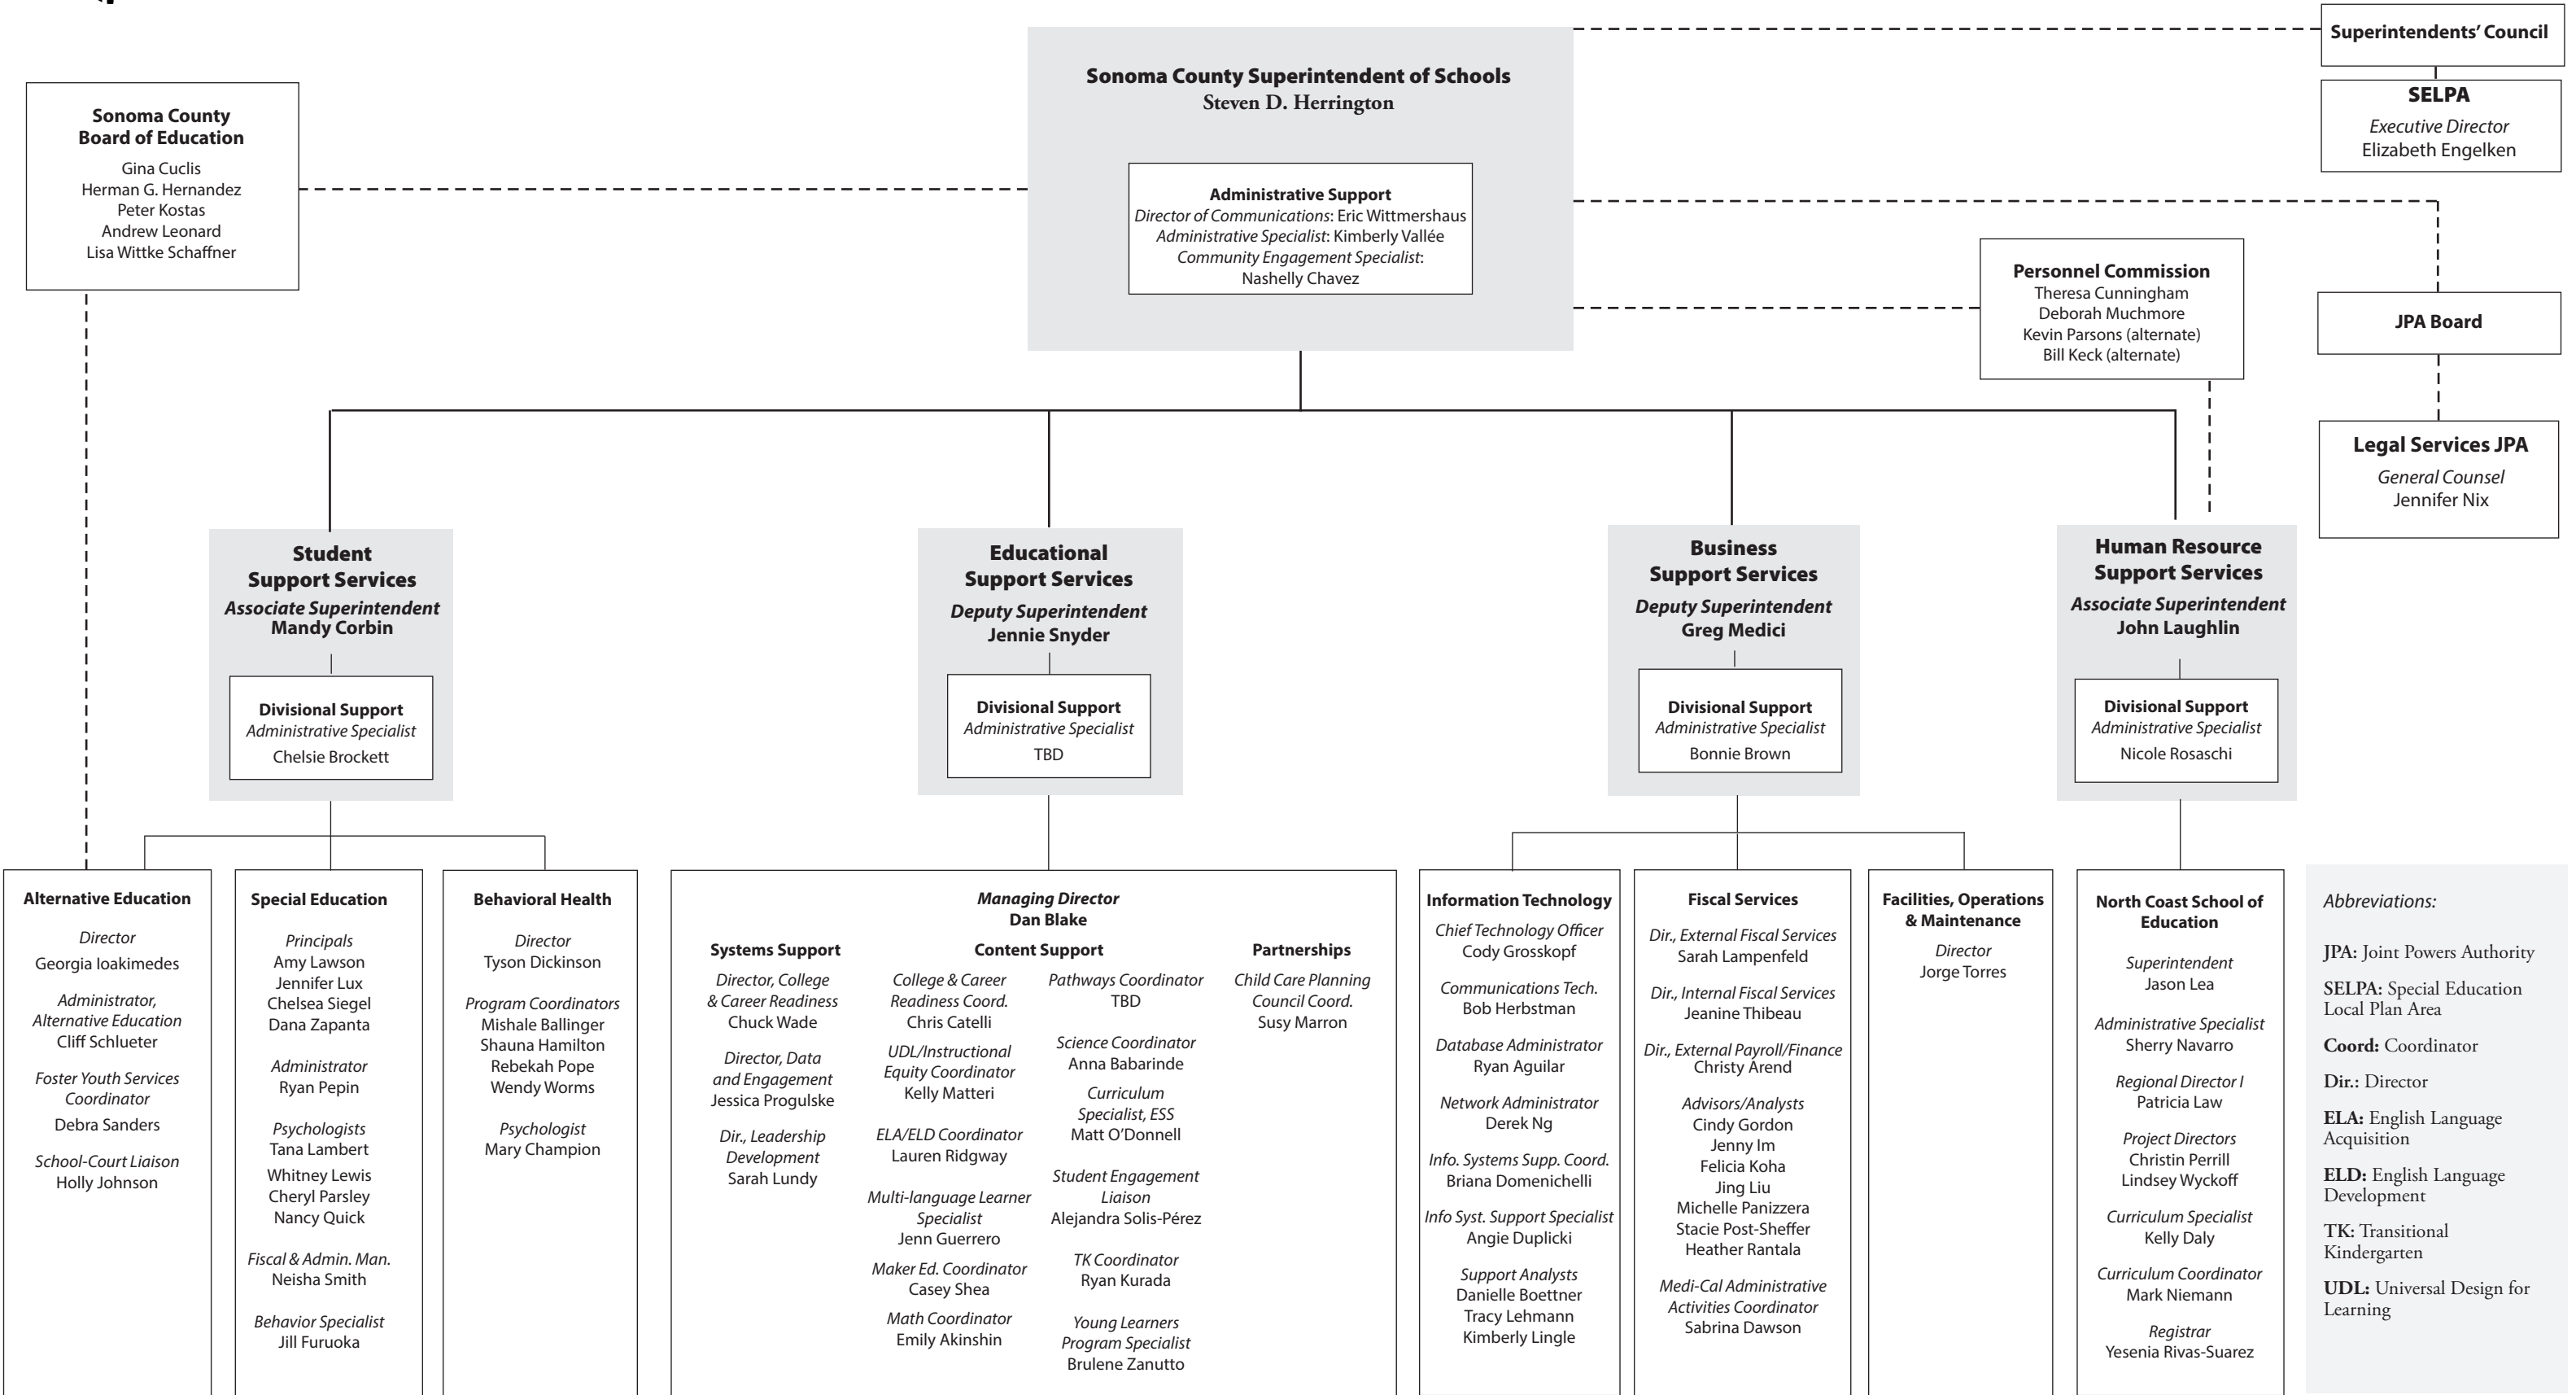 Superintendents’ Council
SELPA
Executive Director
Elizabeth Engelken
Sonoma County Superintendent of Schools
Steven D. Herrington
Administrative Support
Director of Communications: Eric Wittmershaus
Administrative Specialist: Kimberly Vallée
Community Engagement Specialist:
Nashelly Chavez
Sonoma County
Board of Education
Gina Cuclis
Herman G. Hernandez
Peter Kostas
Andrew Leonard
Lisa Wittke Schaffner
Personnel Commission
Theresa Cunningham
Deborah Muchmore
Kevin Parsons (alternate)
Bill Keck (alternate)
JPA Board
Legal Services JPA
General Counsel
Jennifer Nix
Student
Support Services
Associate Superintendent
Mandy Corbin
Divisional Support
Administrative Specialist
Chelsie Brockett
Educational
Support Services
Deputy Superintendent
Jennie Snyder
Divisional Support
Administrative Specialist
TBD
Business
Support Services
Deputy Superintendent
Greg Medici
Divisional Support
Administrative Specialist
Bonnie Brown
Human Resource
Support Services
Associate Superintendent
John Laughlin
Divisional Support
Administrative Specialist
Nicole Rosaschi
Alternative Education
Director
Georgia Ioakimedes
Administrator,
Alternative Education
Cliff Schlueter
Foster Youth Services
Coordinator
Debra Sanders
School-Court Liaison
Holly Johnson
Special Education
Principals
Amy Lawson
Jennifer Lux
Chelsea Siegel
Dana Zapanta
Administrator
Ryan Pepin
Psychologists
Tana Lambert
Whitney Lewis
Cheryl Parsley
Nancy Quick
Fiscal & Admin. Man.
Neisha Smith
Behavior Specialist
Jill Furuoka
Behavioral Health
Director
Tyson Dickinson
Program Coordinators
Mishale Ballinger
Shauna Hamilton
Rebekah Pope
Wendy Worms
Psychologist
Mary Champion
Managing Director
Dan Blake
Systems Support
Director, College
& Career Readiness
Chuck Wade
Director, Data
and Engagement
Jessica Progulske
Dir., Leadership
Development
Sarah Lundy
Content Support
College & Career
Readiness Coord.
Chris Catelli
UDL/Instructional
Equity Coordinator
Kelly Matteri
ELA/ELD Coordinator
Lauren Ridgway
Multi-language Learner
Specialist
Jenn Guerrero
Maker Ed. Coordinator
Casey Shea
Math Coordinator
Emily Akinshin
Pathways Coordinator
TBD
Science Coordinator
Anna Babarinde
Curriculum
Specialist, ESS
Matt O’Donnell
Student Engagement
Liaison
Alejandra Solis-Pérez
TK Coordinator
Ryan Kurada
Young Learners
Program Specialist
Brulene Zanutto
Partnerships
Child Care Planning
Council Coord.
Susy Marron
Information Technology
Chief Technology Officer
Cody Grosskopf
Communications Tech.
Bob Herbstman
Database Administrator
Ryan Aguilar
Network Administrator
Derek Ng
Info. Systems Supp. Coord.
Briana Domenichelli
Info Syst. Support Specialist
Angie Duplicki
Support Analysts
Danielle Boettner
Tracy Lehmann
Kimberly Lingle
Fiscal Services
Dir., External Fiscal Services
Sarah Lampenfeld
Dir., Internal Fiscal Services
Jeanine Thibeau
Dir., External Payroll/Finance
Christy Arend
Advisors/Analysts
Cindy Gordon
Jenny Im
Felicia Koha
Jing Liu
Michelle Panizzera
Stacie Post-Sheffer
Heather Rantala
Medi-Cal Administrative
Activities Coordinator
Sabrina Dawson
Facilities, Operations
& Maintenance
Director
Jorge Torres
North Coast School of
Education
Superintendent
Jason Lea
Administrative Specialist
Sherry Navarro
Regional Director I
Patricia Law
Project Directors
Christin Perrill
Lindsey Wyckoff
Curriculum Specialist
Kelly Daly
Curriculum Coordinator
Mark Niemann
Registrar
Yesenia Rivas-Suarez
Abbreviations:
JPA: Joint Powers Authority
SELPA: Special Education
Local Plan Area
Coord: Coordinator
Dir.: Director
ELA: English Language
Acquisition
ELD: English Language
Development
TK: Transitional
Kindergarten
UDL: Universal Design for
Learning